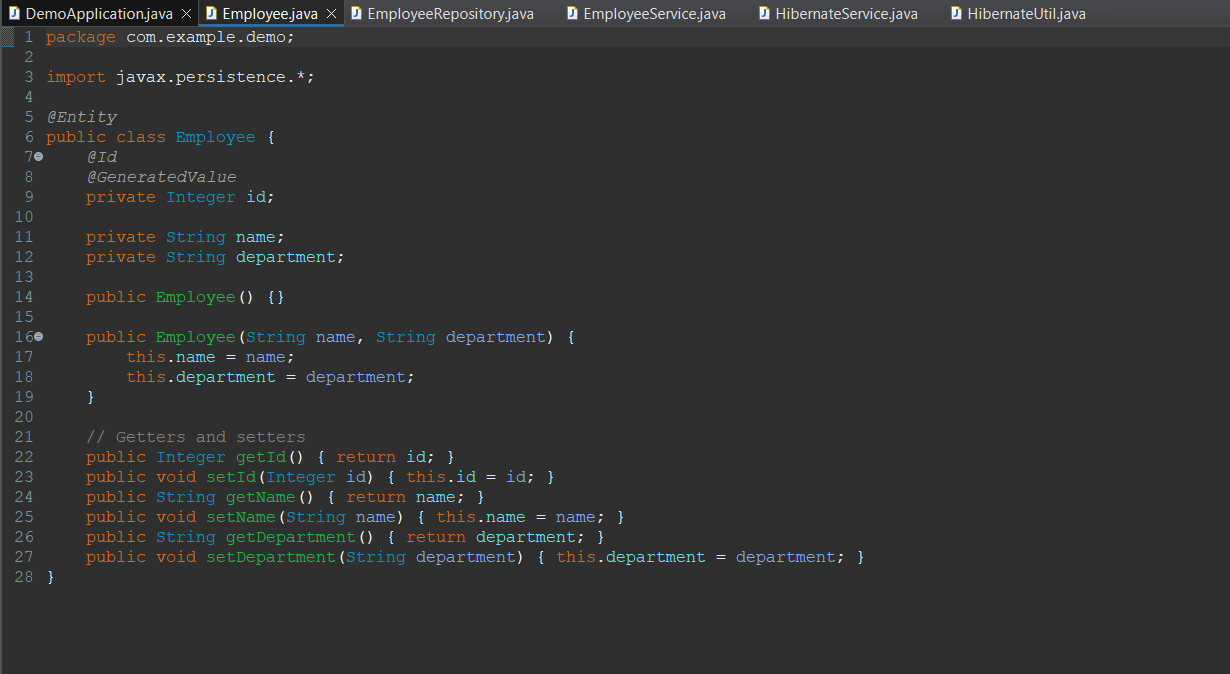 DemoApplication.java Employee.java EmployeeRepository.java EmployeeService.java HibernateService.java HibernateUtil.java
1 package com.example.demo;
2
3 import javax.persistence.*;
4
5 @Entity
6 public class Employee {
7 @Id
8 @GeneratedValue
9 private Integer id;
10
11 private String name;
12 private String department;
13
14 public Employee() {}
15
16 public Employee(String name, String department) {
17 this.name = name;
18 this.department = department;
19 }
20
21 // Getters and setters
22 public Integer getId() { return id; }
23 public void setId(Integer id) { this.id = id; }
24 public String getName() { return name; }
25 public void setName(String name) { this.name = name; }
26 public String getDepartment() { return department; }
27 public void setDepartment(String department) { this.department = department; }
28 }